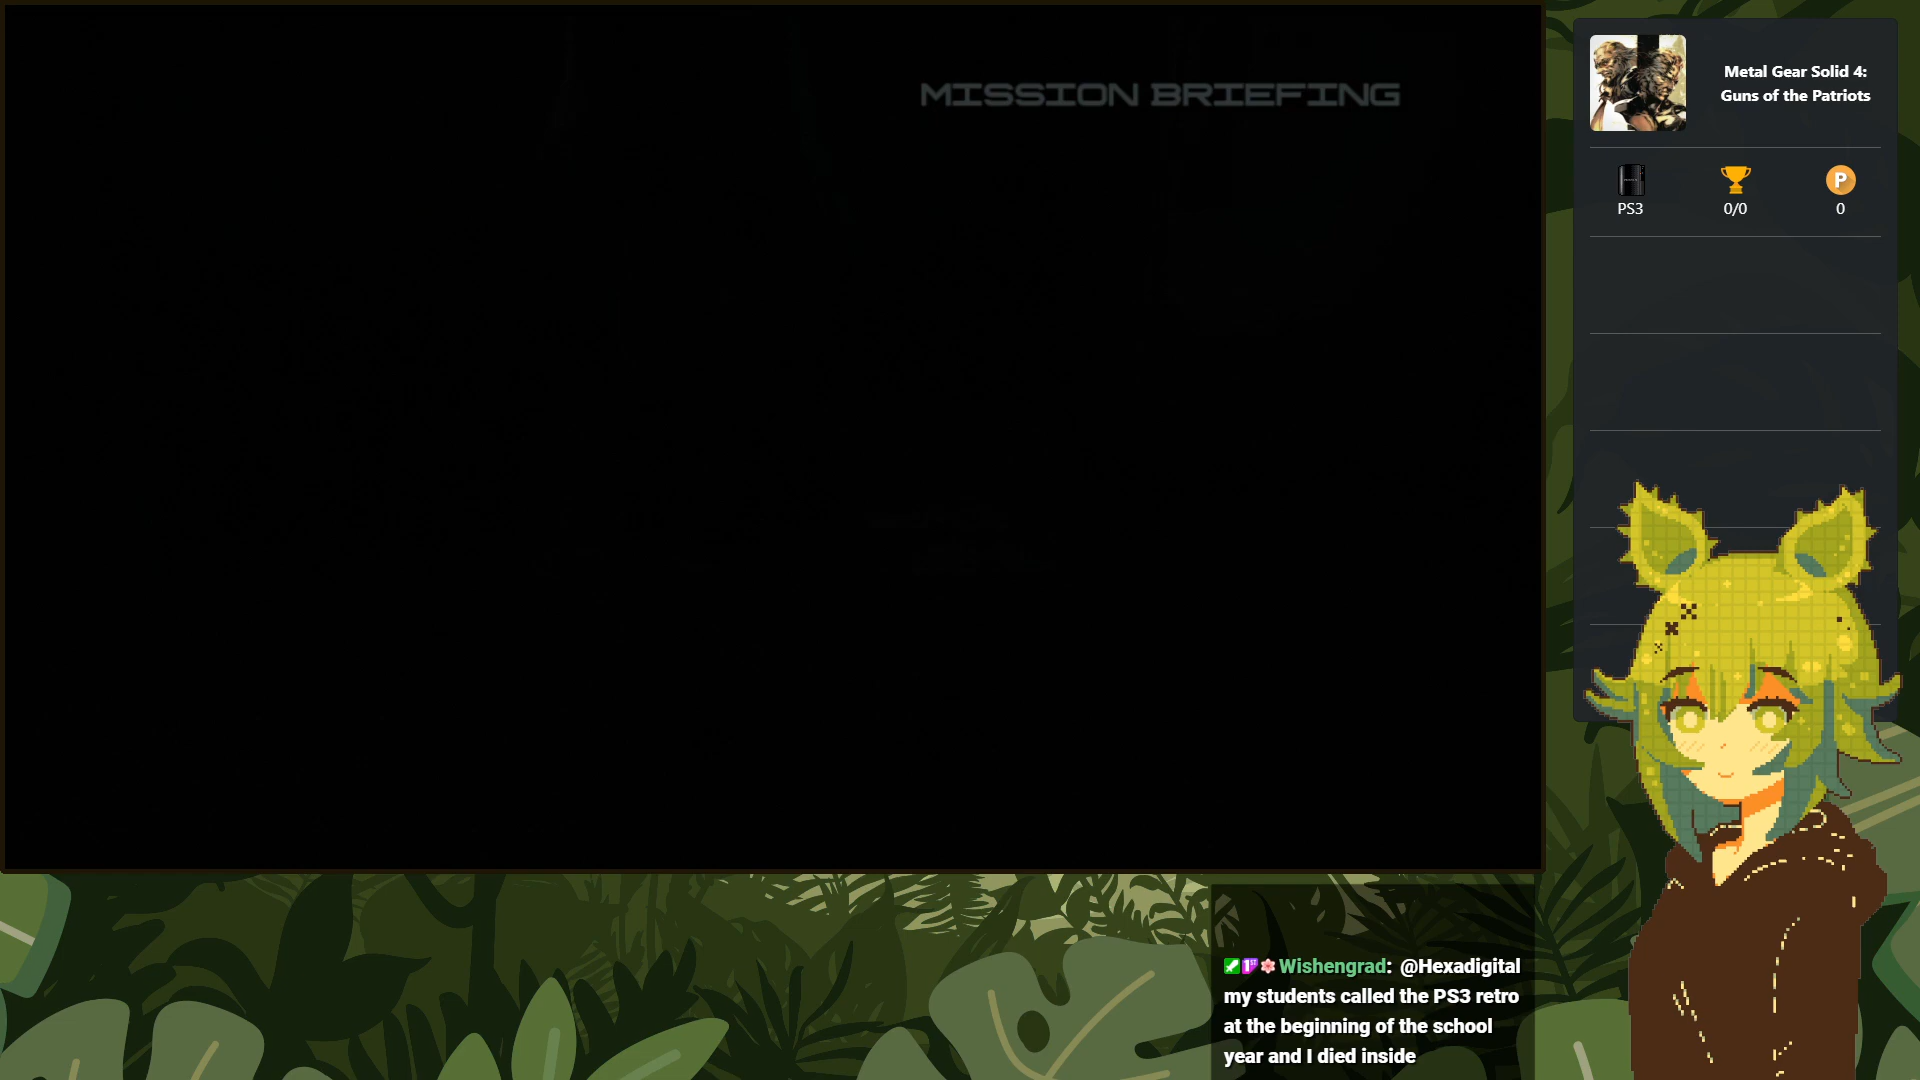 MISSION BRIEFING
Metal Gear Solid 4:
Guns of the Patriots
PS3
0/0
P
0
1ST Wishengrad: @Hexadigital
my students called the PS3 retro
at the beginning of the school
year and I died inside